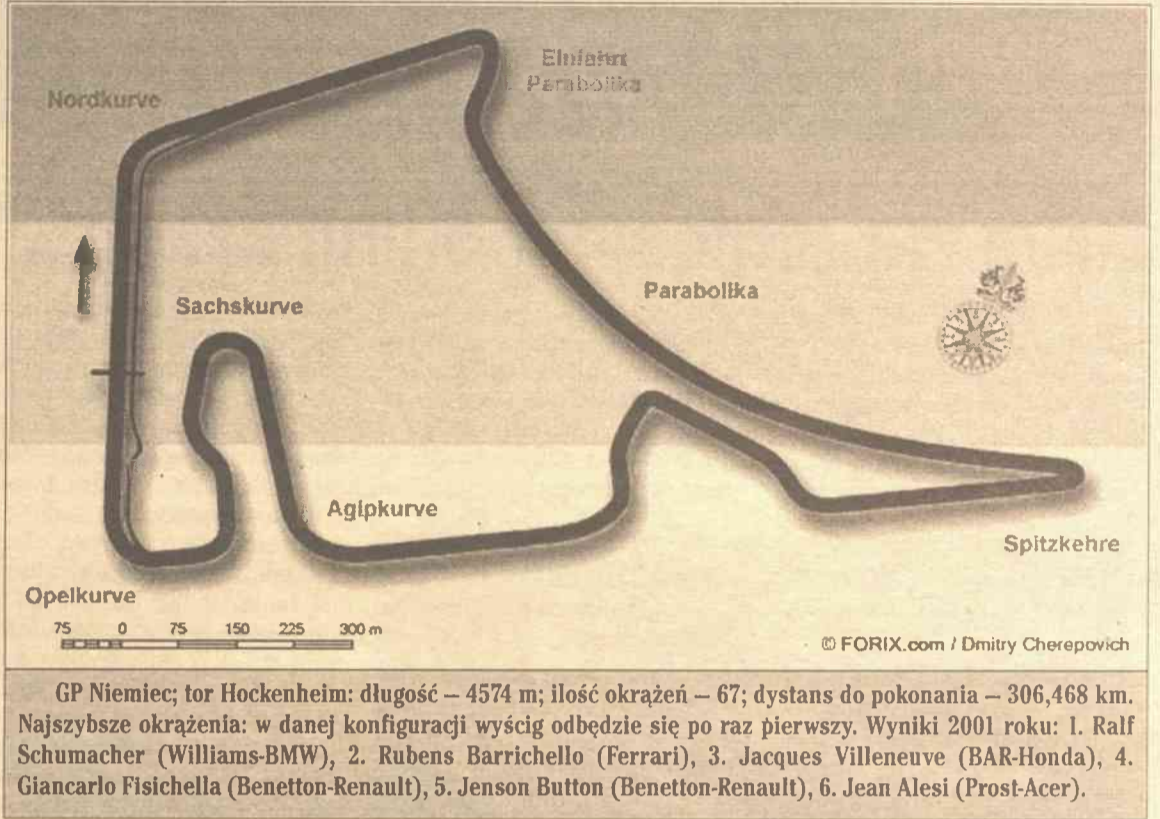 Einfahrt
Parabolika
Nordkurve
Parabolika
Sachskurve
Agipkurve
Spitzkehre
Opelkurve
75 0 75 150 225 300 m
© FORIX.com / Dmitry Cherepovich
GP Niemiec; tor Hockenheim: długość – 4574 m; ilość okrążeń – 67; dystans do pokonania – 306,468 km.
Najszybsze okrążenia: w danej konfiguracji wyścig odbędzie się po raz pierwszy. Wyniki 2001 roku: 1. Ralf
Schumacher (Williams-BMW), 2. Rubens Barrichello (Ferrari), 3. Jacques Villeneuve (BAR-Honda), 4.
Giancarlo Fisichella (Benetton-Renault), 5. Jenson Button (Benetton-Renault), 6. Jean Alesi (Prost-Acer).